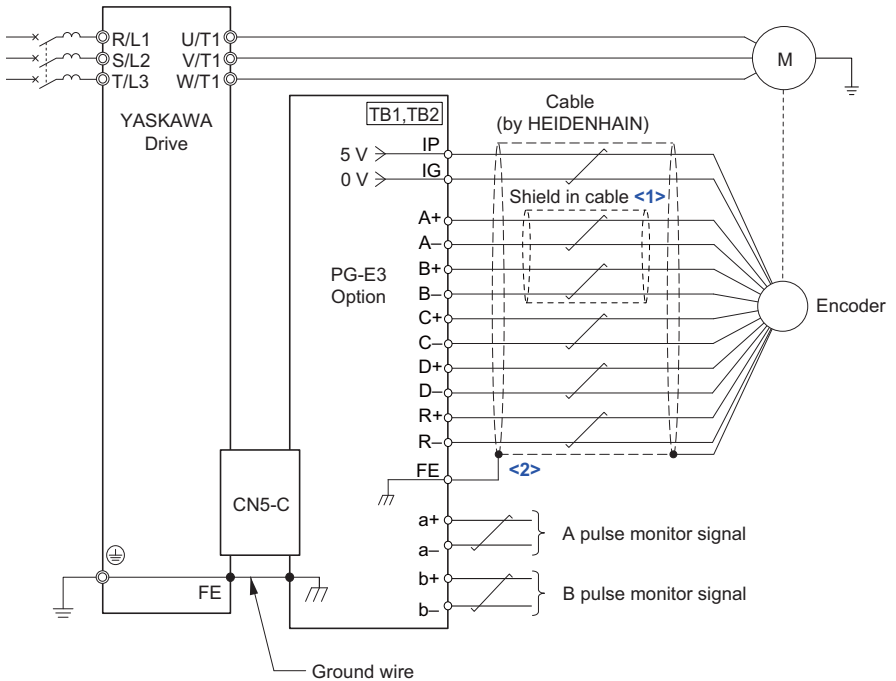 R/L1 U/T1
S/L2 V/T1
T/L3 W/T1
M
YASKAWA
Drive
TB1,TB2
Cable
(by HEIDENHAIN)
5 V IP
0 V IG
Shield in cable <1>
A+
A–
B+
PG-E3
Option
B–
Encoder
C+
C–
D+
D–
R+
R–
FE
<2>
CN5-C
a+
A pulse monitor signal
a–
b+
FE
B pulse monitor signal
b–
Ground wire